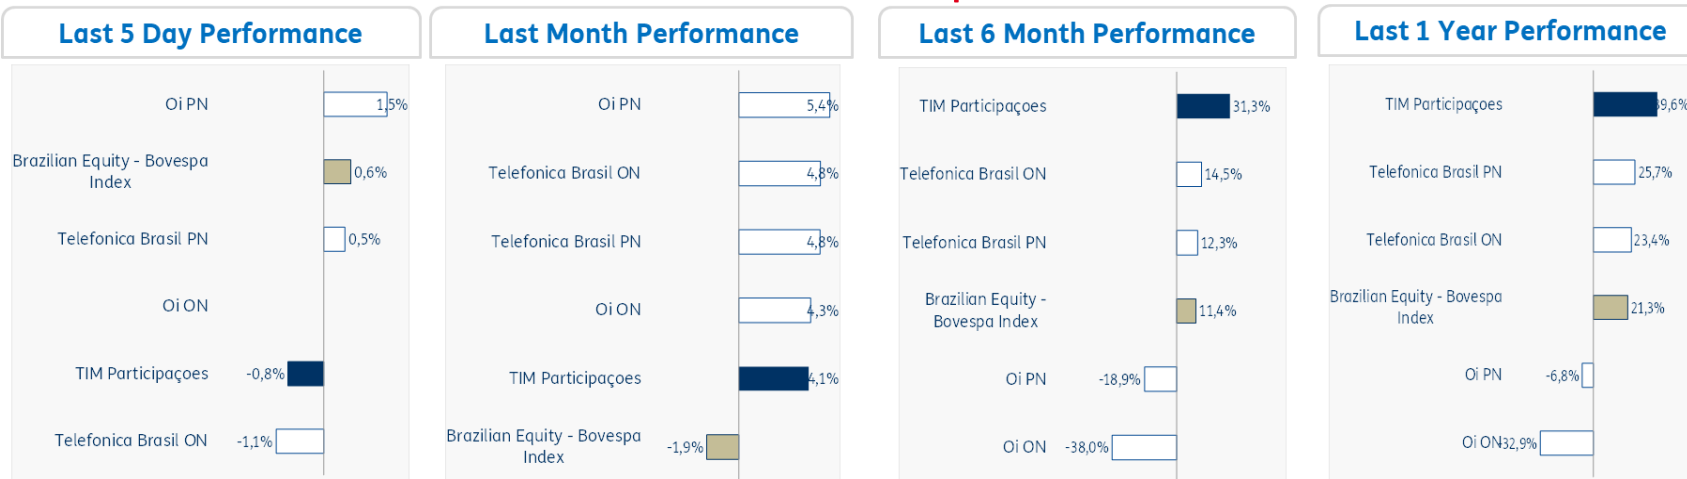 Last 5 Day Performance
Oi PN
1,5%
Brazilian Equity - Bovespa
Index
0,6%
Telefonica Brasil PN
0,5%
Oi ON
TIM Participaçoes
-0,8%
Telefonica Brasil ON
-1,1%
Last Month Performance
Oi PN
5,4%
Telefonica Brasil ON
4,8%
Telefonica Brasil PN
4,8%
Oi ON
4,3%
TIM Participaçoes
4,1%
Brazilian Equity - Bovespa
Index
-1,9%
Last 6 Month Performance
TIM Participaçoes
31,3%
Telefonica Brasil ON
14,5%
Telefonica Brasil PN
12,3%
Brazilian Equity -
Bovespa Index
11,4%
Oi PN
-18,9%
Oi ON
-38,0%
Last 1 Year Performance
TIM Participaçoes
39,6%
Telefonica Brasil PN
25,7%
Telefonica Brasil ON
23,4%
Brazilian Equity - Bovespa
Index
21,3%
Oi PN
-6,8%
Oi ON
-32,9%